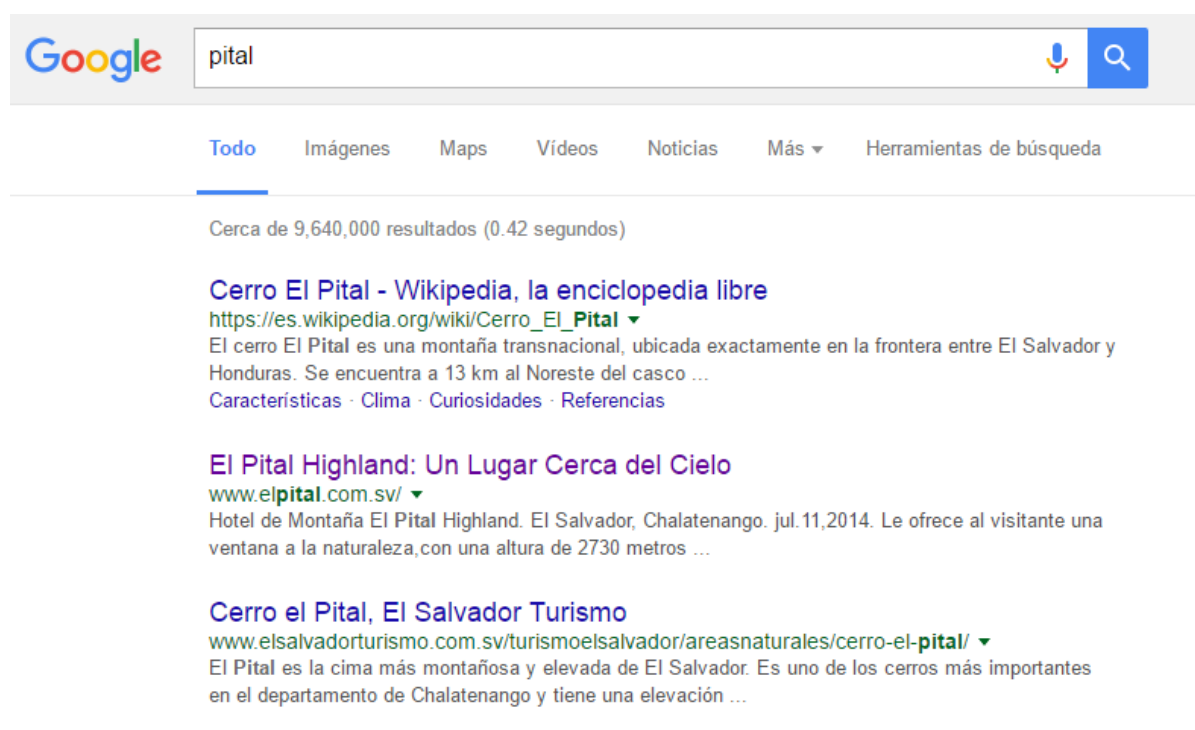 Google pital
Todo Imágenes Maps Vídeos Noticias Más Herramientas de búsqueda
Cerca de 9,640,000 resultados (0.42 segundos)
Cerro El Pital - Wikipedia, la enciclopedia libre
https://es.wikipedia.org/wiki/Cerro_El_Pital
El cerro El Pital es una montaña transnacional, ubicada exactamente en la frontera entre El Salvador y
Honduras. Se encuentra a 13 km al Noreste del casco ...
Características · Clima · Curiosidades · Referencias
El Pital Highland: Un Lugar Cerca del Cielo
www.elpital.com.sv/
Hotel de Montaña El Pital Highland. El Salvador, Chalatenango. jul.11,2014. Le ofrece al visitante una
ventana a la naturaleza,con una altura de 2730 metros ...
Cerro el Pital, El Salvador Turismo
www.elsalvadorturismo.com.sv/turismoelsalvador/areasnaturales/cerro-el-pital/
El Pital es la cima más montañosa y elevada de El Salvador. Es uno de los cerros más importantes
en el departamento de Chalatenango y tiene una elevación ...